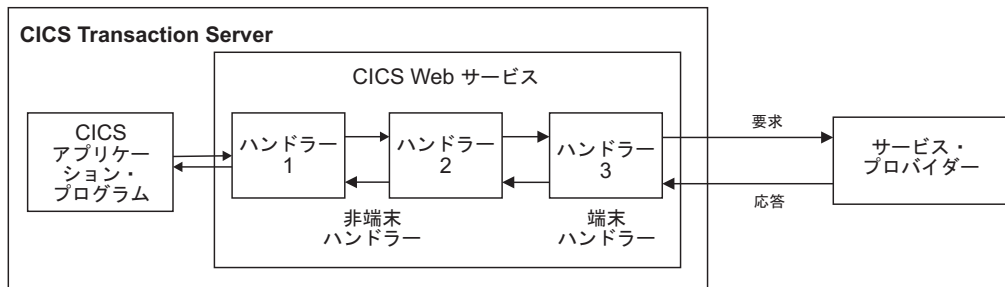 CICS Transaction Server
CICS Web サービス
CICS
アプリケー
ション・
プログラム
ハンドラー
1
ハンドラー
2
ハンドラー
3
要求
応答
サービス・
プロバイダー
非端末
ハンドラー
端末
ハンドラー